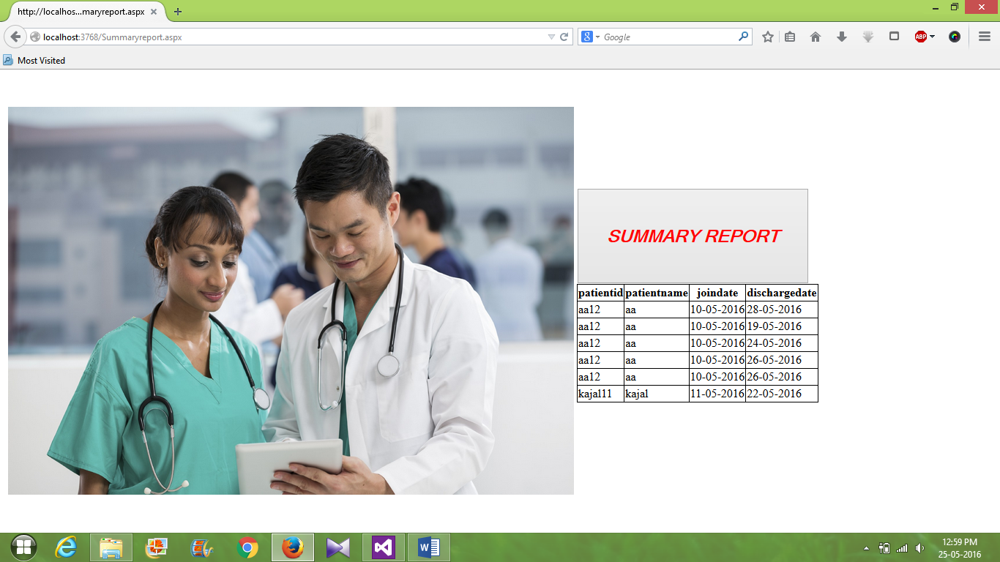 http://localhos...maryreport.aspx
localhost:3768/Summaryreport.aspx
Google
ABP
Most Visited
SUMMARY REPORT
patientid patientname joindate dischargedate
aa12 aa 10-05-2016 28-05-2016
aa12 aa 10-05-2016 19-05-2016
aa12 aa 10-05-2016 24-05-2016
aa12 aa 10-05-2016 26-05-2016
aa12 aa 10-05-2016 26-05-2016
kajal11 kajal 11-05-2016 22-05-2016
12:59 PM
25-05-2016